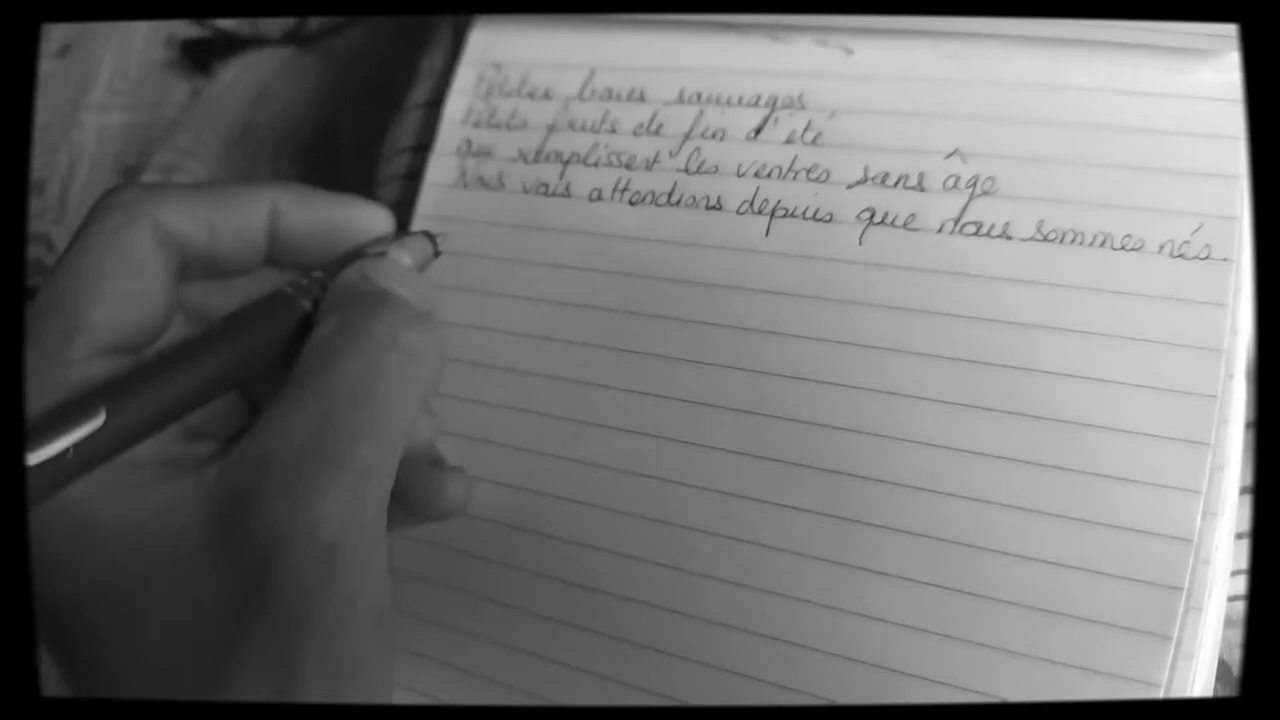 Petites baies sauvages
Petits fruits de fin d'été
qui remplissent les ventres sans âge
Nous vous attendions depuis que nous sommes nés.